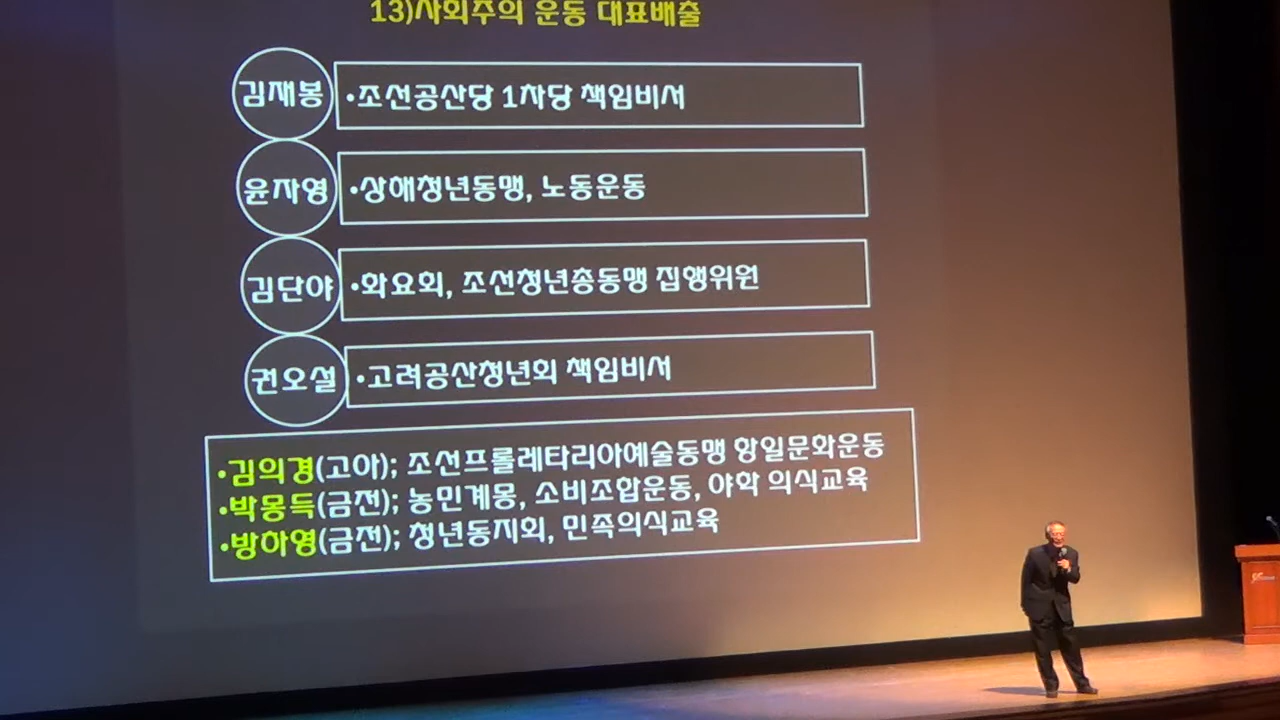 13)사회주의 운동 대표배출
김재봉
•조선공산당 1차당 책임비서
윤자영
•상해청년동맹, 노동운동
김단야
•화요회, 조선청년총동맹 집행위원
권오설
•고려공산청년회 책임비서
•김의경(고아); 조선프롤레타리아예술동맹 항일문화운동
•박몽득(금전); 농민계몽, 소비조합운동, 야학 의식교육
•방하영(금전); 청년동지회, 민족의식교육